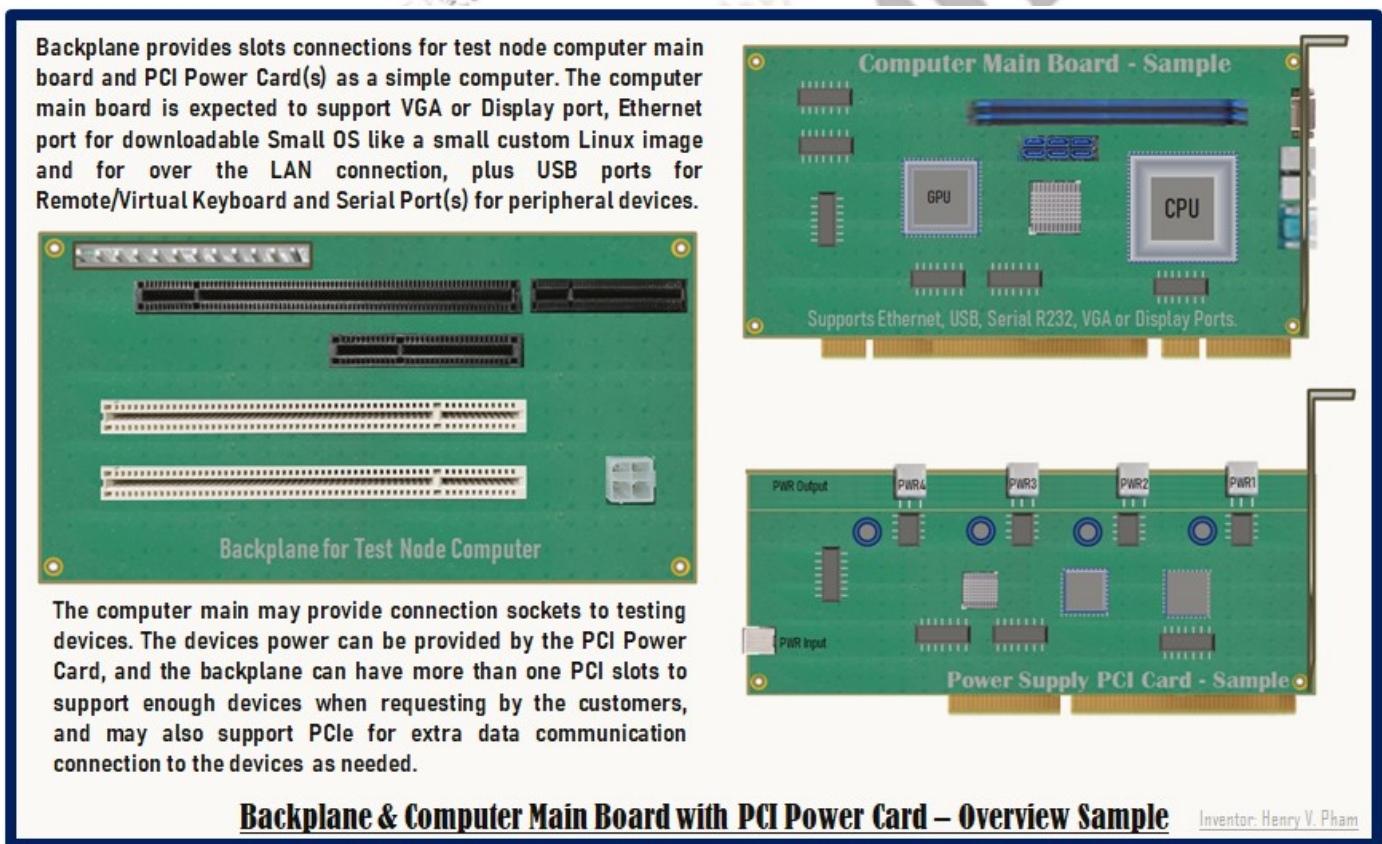 Backplane provides slots connections for test node computer main
board and PCI Power Card(s) as a simple computer. The computer
main board is expected to support VGA or Display port, Ethernet
port for downloadable Small OS like a small custom Linux image
and for over the LAN connection, plus USB ports for
Remote/Virtual Keyboard and Serial Port(s) for peripheral devices.
Backplane for Test Node Computer
The computer main may provide connection sockets to testing
devices. The devices power can be provided by the PCI Power
Card, and the backplane can have more than one PCI slots to
support enough devices when requesting by the customers,
and may also support PCIe for extra data communication
connection to the devices as needed.
Computer Main Board - Sample
GPU
CPU
Supports Ethernet, USB, Serial R232, VGA or Display Ports.
PWR Output
PWR4
PWR3
PWR2
PWR1
PWR Input
Power Supply PCI Card - Sample
Backplane & Computer Main Board with PCI Power Card – Overview Sample
Inventor: Henry V. Pham